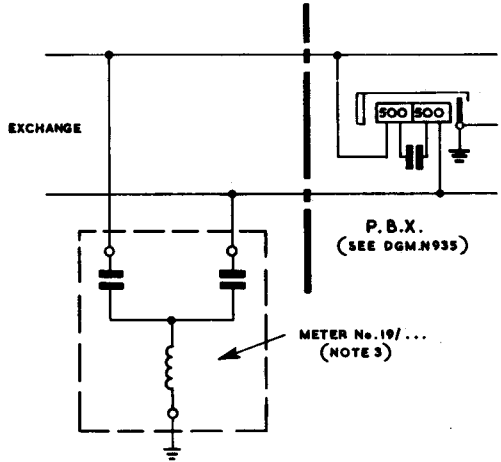 EXCHANGE
500 500
P.B.X.
(SEE DGM.N935)
METER No.19/...
(NOTE 3)